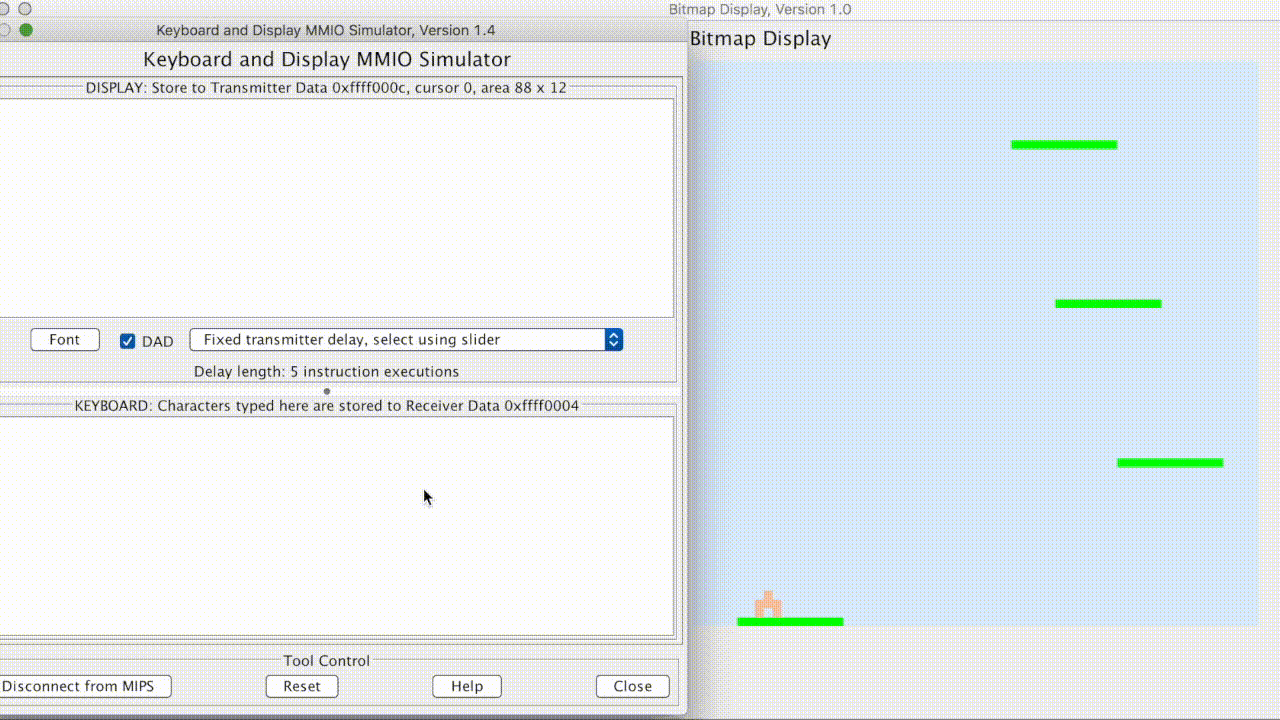 Bitmap Display, Version 1.0
Keyboard and Display MMIO Simulator, Version 1.4
Bitmap Display
Keyboard and Display MMIO Simulator
DISPLAY: Store to Transmitter Data 0xffff000c, cursor 0, area 88 x 12
Font
DAD
Fixed transmitter delay, select using slider
Delay length: 5 instruction executions
KEYBOARD: Characters typed here are stored to Receiver Data 0xffff0004
Tool Control
Disconnect from MIPS
Reset
Help
Close